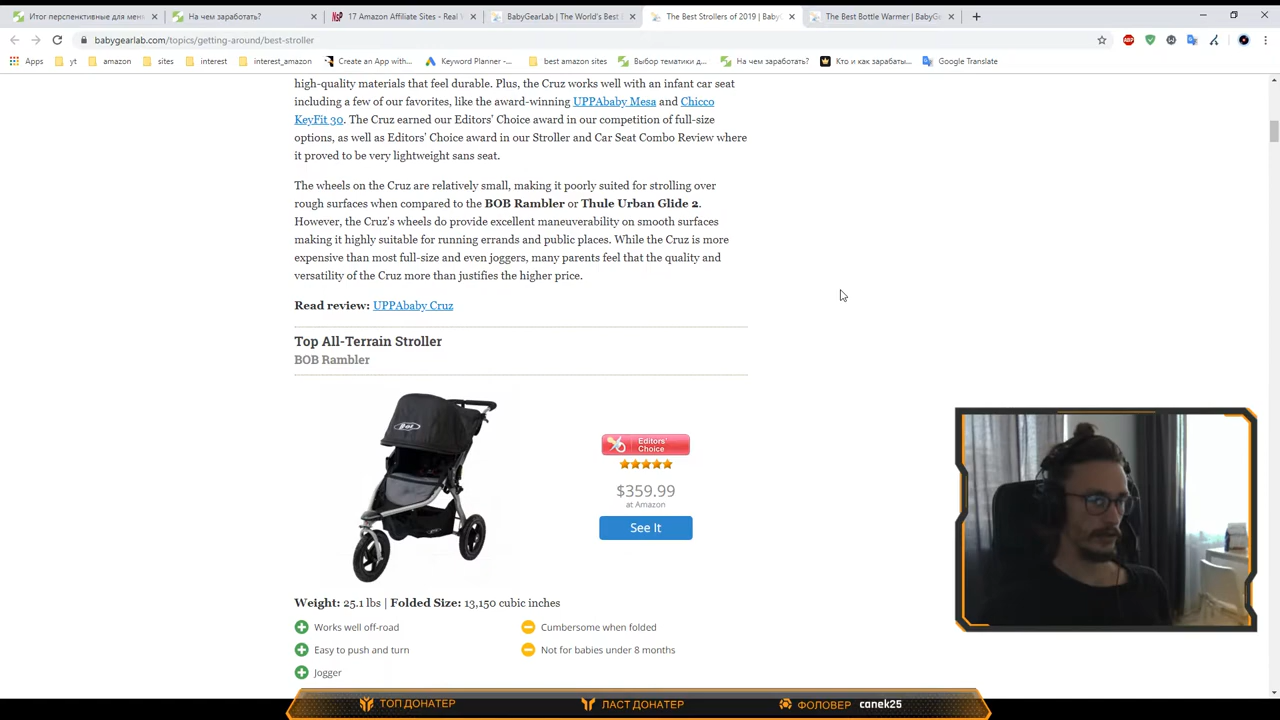 Итог перспенктивные для мен
На чем заработать?
17 Amazon Affiliate Sites - Real
BabyGearLab | The World's Best
The Best Strollers of 2019 | Baby
The Best Bottle Warmer | BabyGe
babygearlab.com/topics/getting-around/best-stroller
Apps
yt
amazon
sites
interest
interest_amazon
Create an App with...
Keyword Planner -...
best amazon sites
Выбор тематики д...
На чем заработать?
Кто и как зарабаты...
Google Translate
high-quality materials that feel durable. Plus, the Cruz works well with an infant car seat
including a few of our favorites, like the award-winning UPPAbaby Mesa and Chicco
KeyFit 30. The Cruz earned our Editors' Choice award in our competition of full-size
options, as well as Editors' Choice award in our Stroller and Car Seat Combo Review where
it proved to be very lightweight sans seat.
The wheels on the Cruz are relatively small, making it poorly suited for strolling over
rough surfaces when compared to the BOB Rambler or Thule Urban Glide 2.
However, the Cruz's wheels do provide excellent maneuverability on smooth surfaces
making it highly suitable for running errands and public places. While the Cruz is more
expensive than most full-size and even joggers, many parents feel that the quality and
versatility of the Cruz more than justifies the higher price.
Read review: UPPAbaby Cruz
Top All-Terrain Stroller
BOB Rambler
Editors'
Choice
$359.99
at Amazon
See It
Weight: 25.1 lbs | Folded Size: 13,150 cubic inches
Works well off-road
Cumbersome when folded
Easy to push and turn
Not for babies under 8 months
Jogger
ТОП ДОНАТЕР
ЛАСТ ДОНАТЕР
ФОЛОВЕР canek25